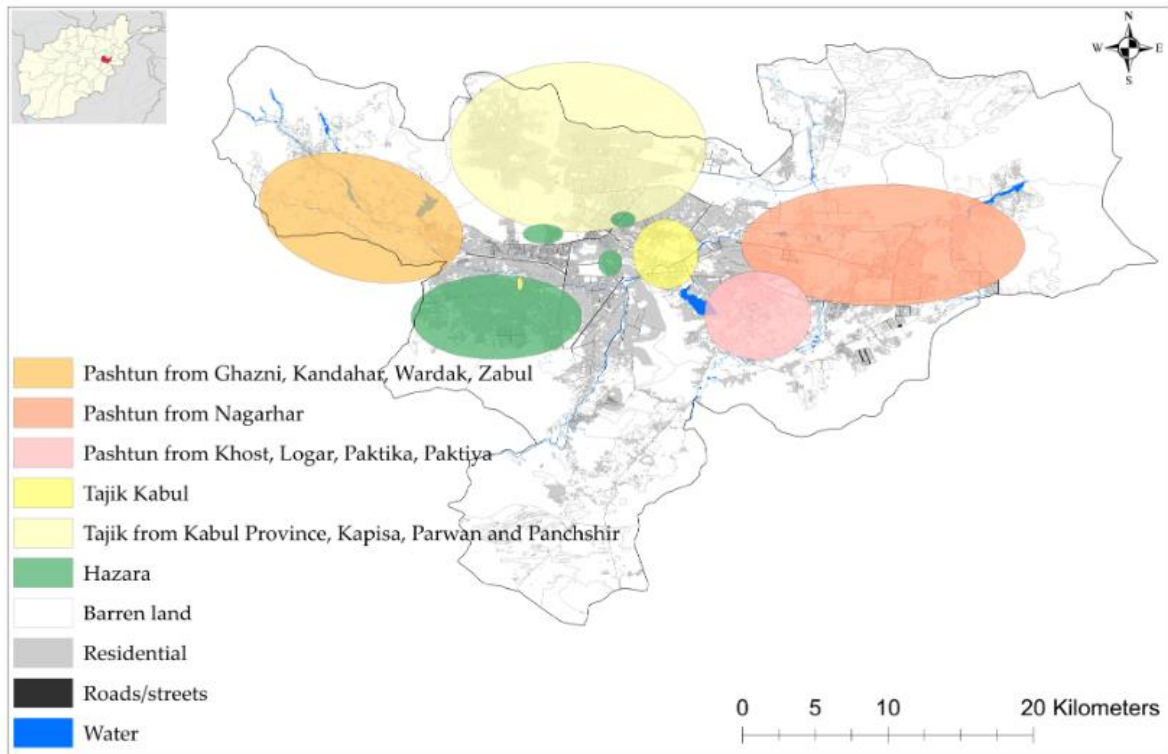 N
W E
S
Pashtun from Ghazni, Kandahar, Wardak, Zabul
Pashtun from Nagarhar
Pashtun from Khost, Logar, Paktika, Paktiya
Tajik Kabul
Tajik from Kabul Province, Kapisa, Parwan and Panchshir
Hazara
Barren land
Residential
Roads/streets
Water
0 5 10 20 Kilometers